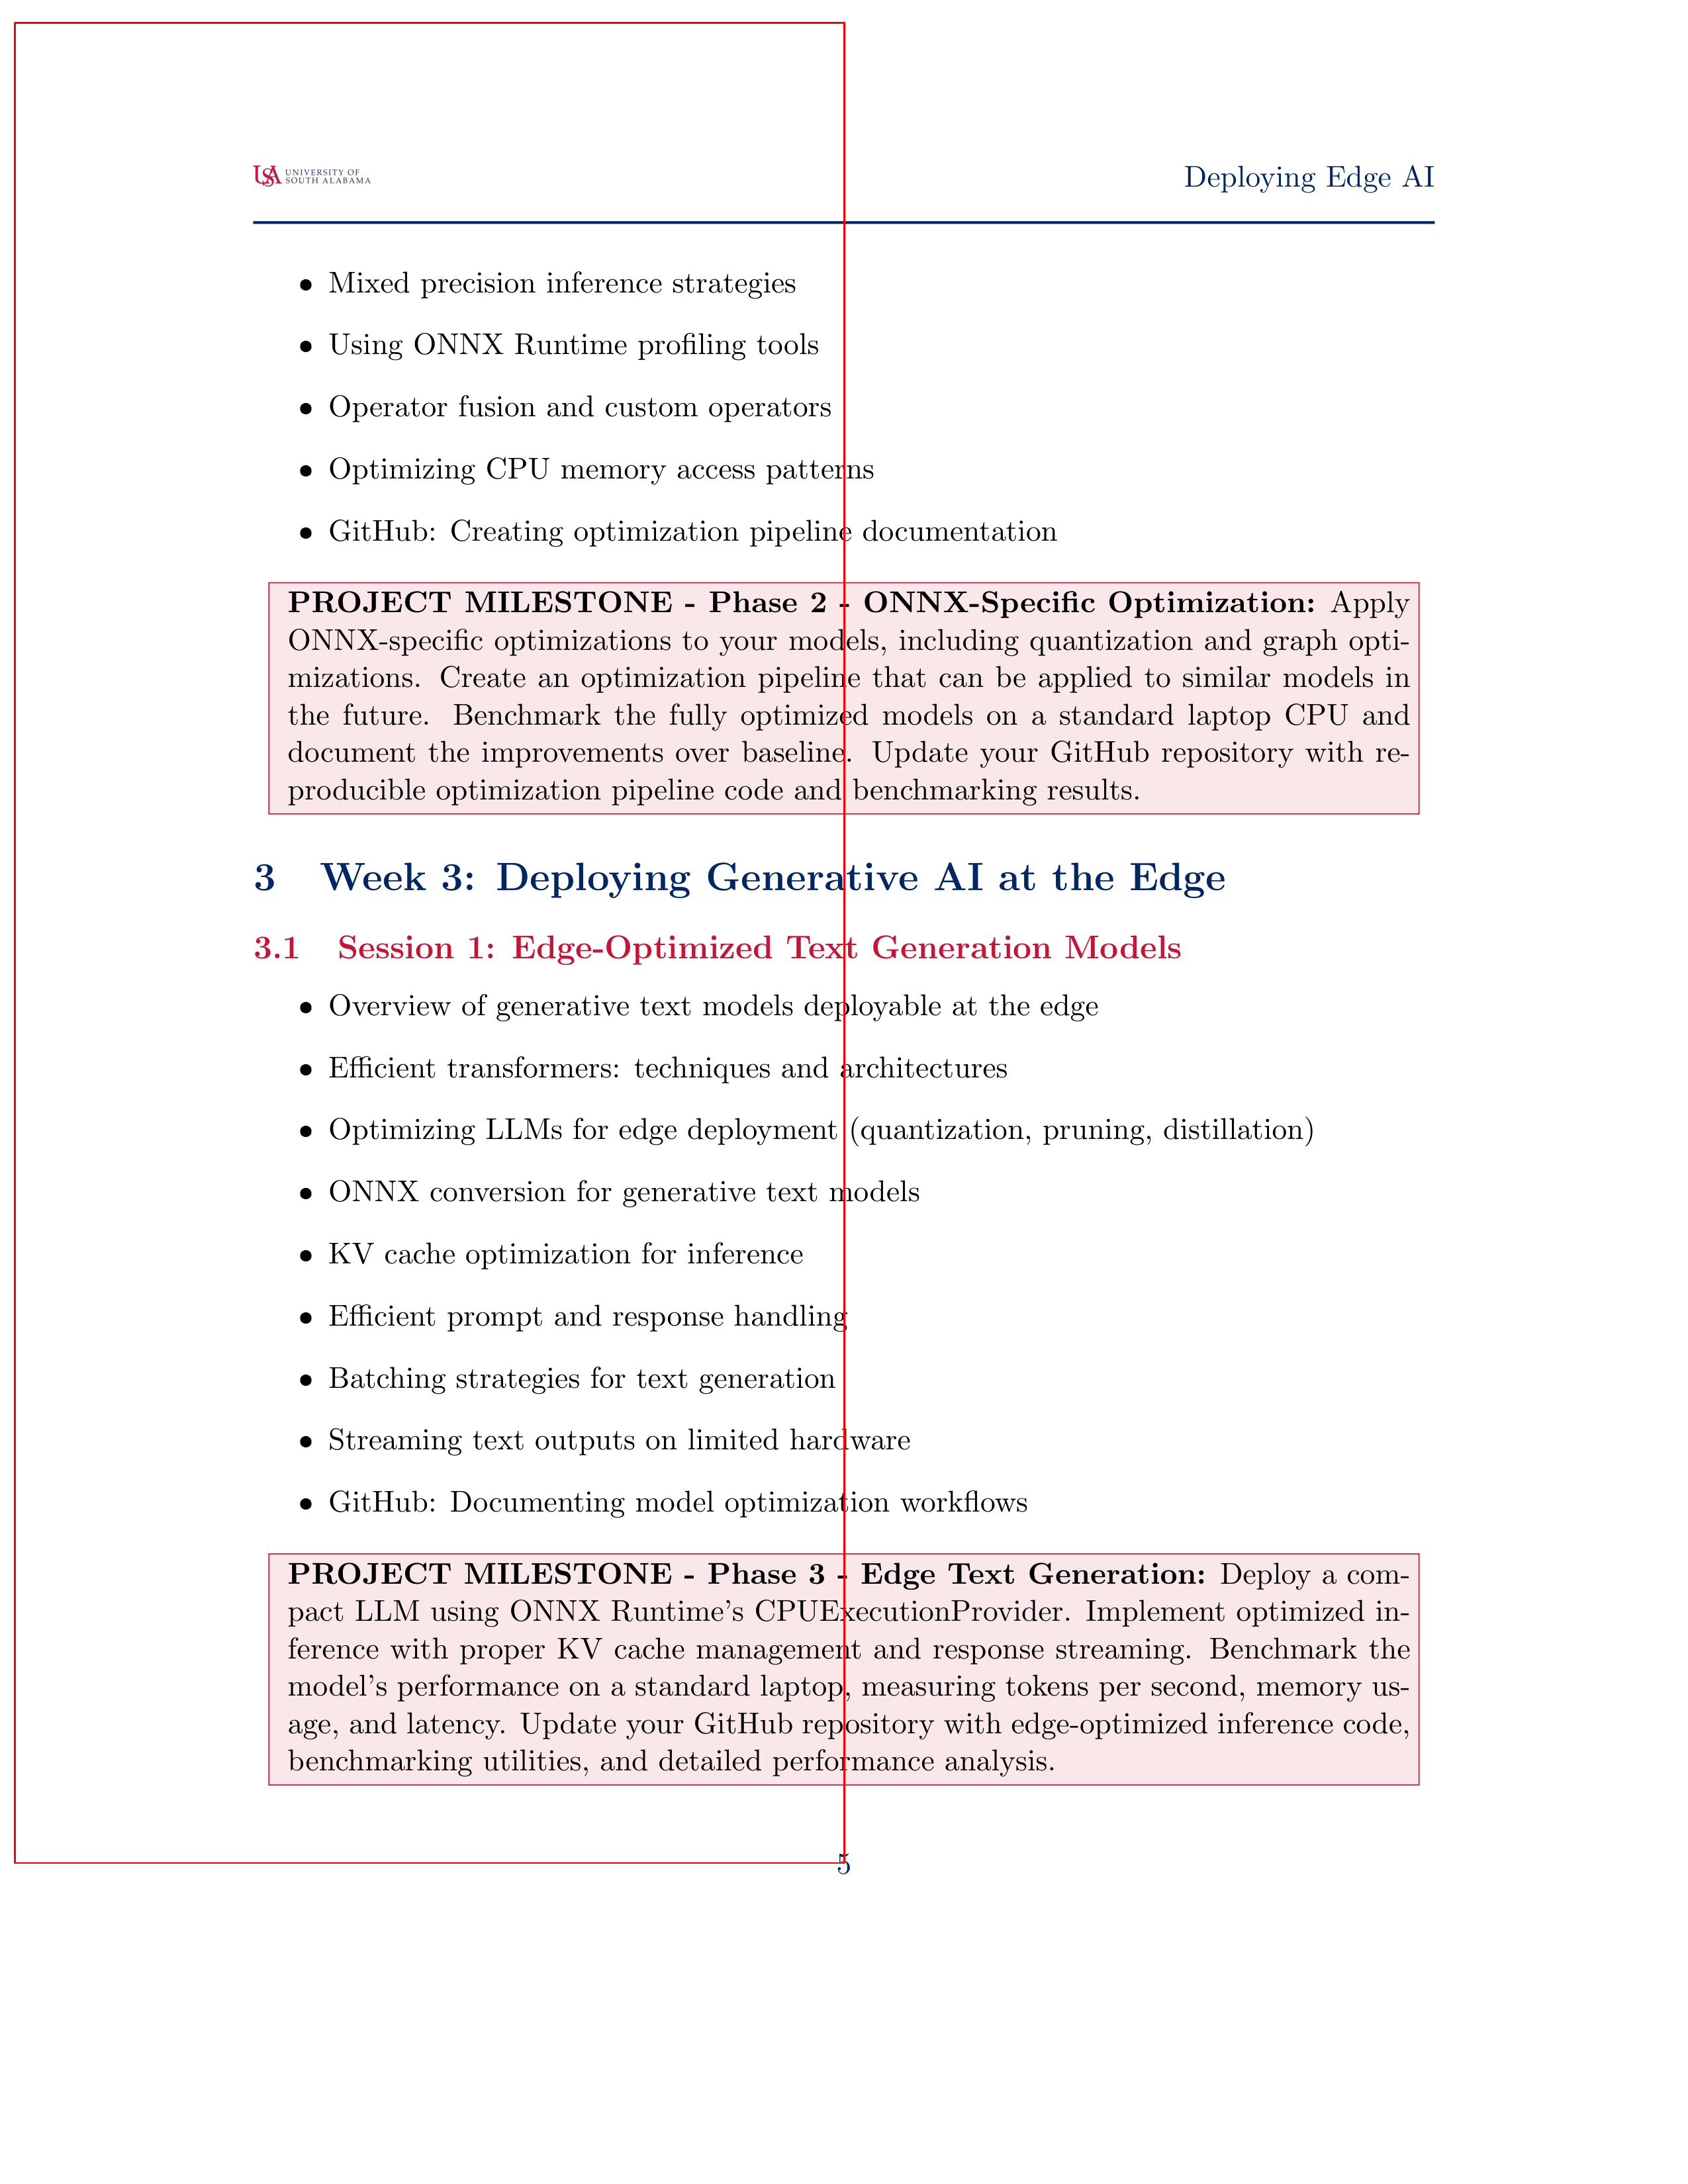 USA UNIVERSITY OF
SOUTH ALABAMA
Deploying Edge AI
• Mixed precision inference strategies
• Using ONNX Runtime profiling tools
• Operator fusion and custom operators
• Optimizing CPU memory access patterns
• GitHub: Creating optimization pipeline documentation
PROJECT MILESTONE - Phase 2 - ONNX-Specific Optimization: Apply
ONNX-specific optimizations to your models, including quantization and graph opti-
mizations. Create an optimization pipeline that can be applied to similar models in
the future. Benchmark the fully optimized models on a standard laptop CPU and
document the improvements over baseline. Update your GitHub repository with re-
producible optimization pipeline code and benchmarking results.
3 Week 3: Deploying Generative AI at the Edge
3.1 Session 1: Edge-Optimized Text Generation Models
• Overview of generative text models deployable at the edge
• Efficient transformers: techniques and architectures
• Optimizing LLMs for edge deployment (quantization, pruning, distillation)
• ONNX conversion for generative text models
• KV cache optimization for inference
• Efficient prompt and response handling
• Batching strategies for text generation
• Streaming text outputs on limited hardware
• GitHub: Documenting model optimization workflows
PROJECT MILESTONE - Phase 3 - Edge Text Generation: Deploy a com-
pact LLM using ONNX Runtime's CPUExecutionProvider. Implement optimized in-
ference with proper KV cache management and response streaming. Benchmark the
model's performance on a standard laptop, measuring tokens per second, memory us-
age, and latency. Update your GitHub repository with edge-optimized inference code,
benchmarking utilities, and detailed performance analysis.
5